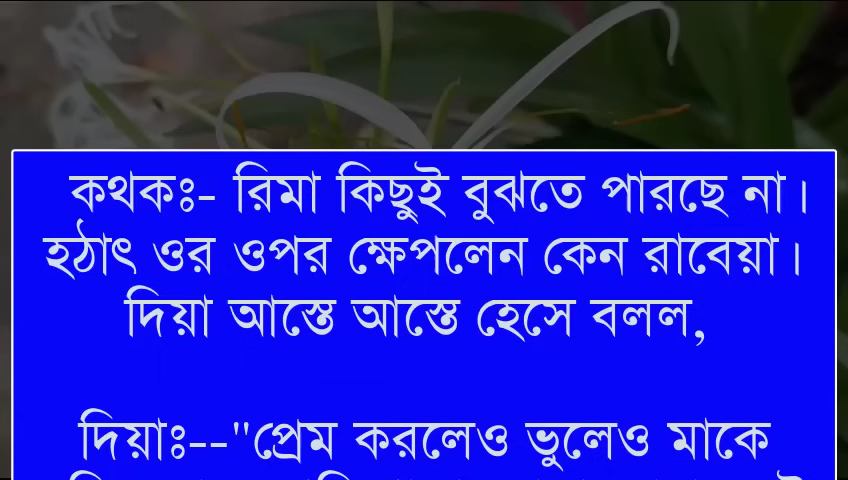 কথকঃ- রিমা কিছুই বুঝতে পারছে না।
হঠাৎ ওর ওপর ক্ষেপলেন কেন রাবেয়া।
দিয়া আস্তে আস্তে হেসে বলল,
দিয়াঃ--"প্রেম করলেও ভুলেও মাকে